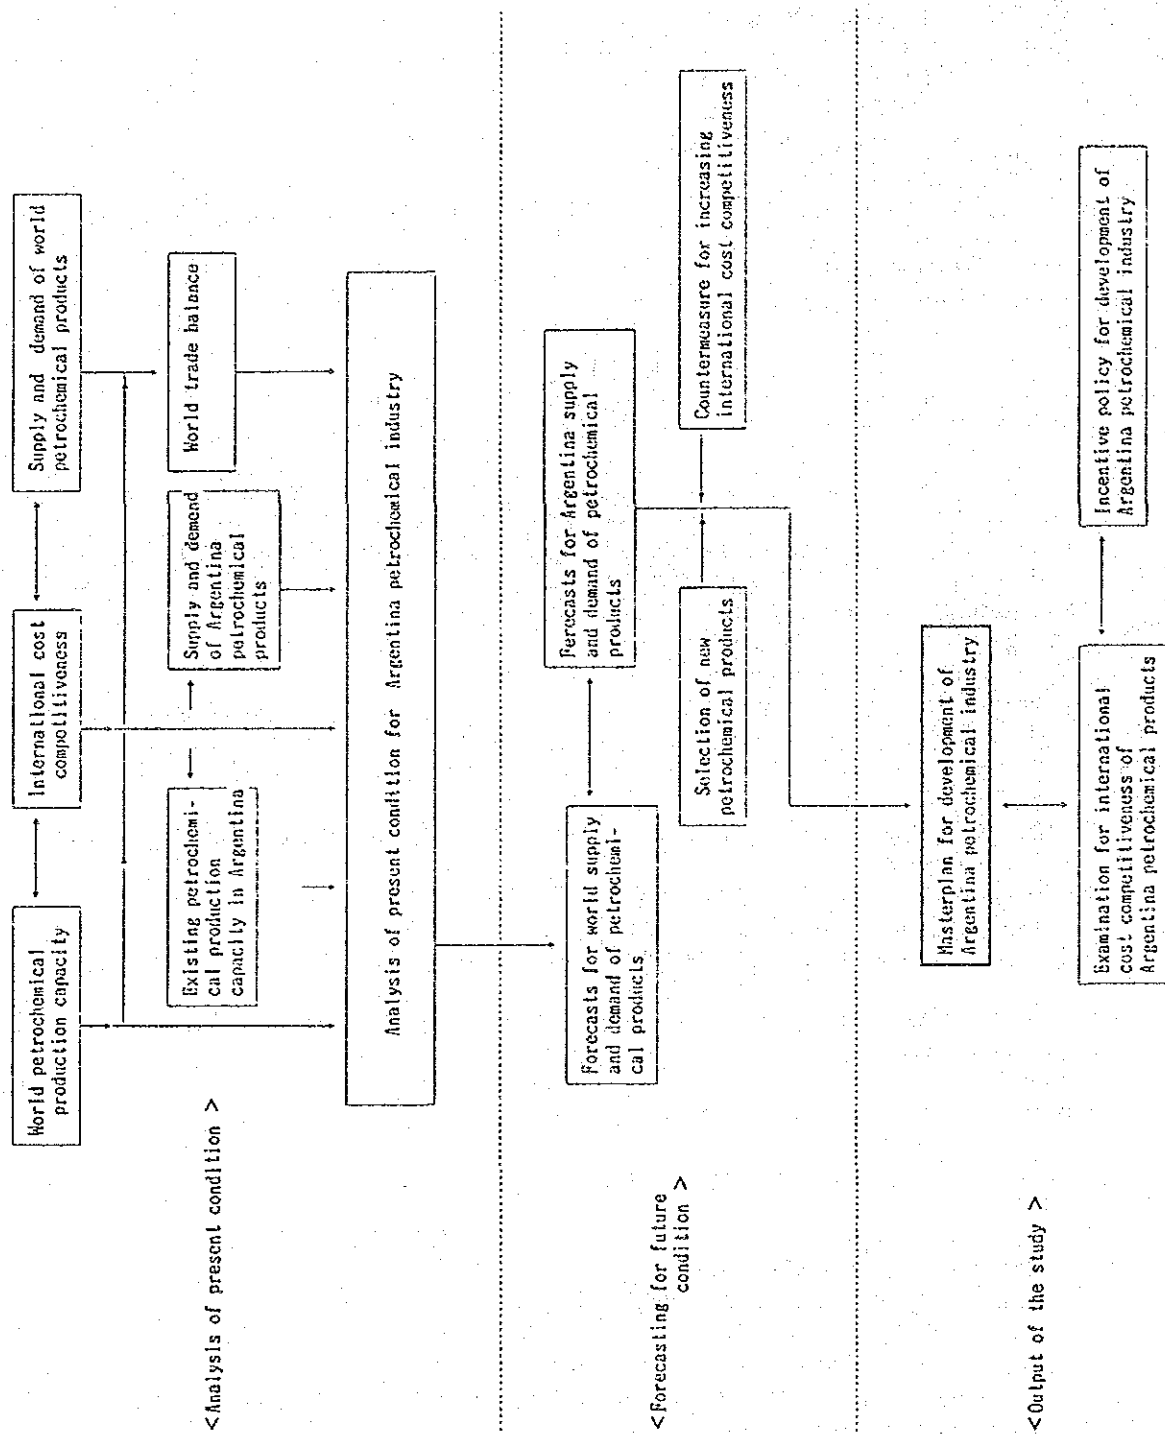 <Analysis of present condition >
World petrochemical
production capacity
International cost
competitiveness
Supply and demand of world
petrochemical products
Existing petrochemi-
cal production
capacity in Argentina
Supply and demand
of Argentina
petrochemical
products
World trade balance
Analysis of present condition for Argentina petrochemical industry
<Forecasting for future
condition >
Forecasts for world supply
and demand of petrochemi-
cal products
Ferecasts for Argentina supply
and demand of petrochemical
products
Selection of new
petrochemical products
Countermeasure for increasing
international cost competitiveness
<Output of the study >
Masterplan for development of
Argentina petrochemical industry
Examination for international
cost competitiveness of
Argentina petrochemical products
Incentive policy for development of
Argentina petrochemical industry